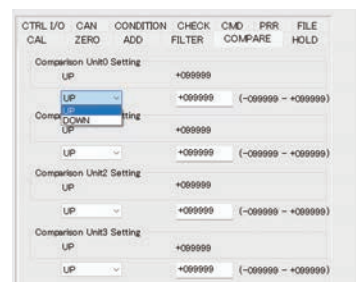 CTRL I/O CAN CONDITION CHECK CMD PRR FILE
CAL ZERO ADD FILTER COMPARE HOLD
Comparison Unit0 Setting
UP +099999
UP +099999 (-099999 - +099999)
UP
DOWN
UP +099999
UP +099999 (-099999 - +099999)
Comparison Unit2 Setting
UP +099999
UP +099999 (-099999 - +099999)
Comparison Unit3 Setting
UP +099999
UP +099999 (-099999 - +099999)